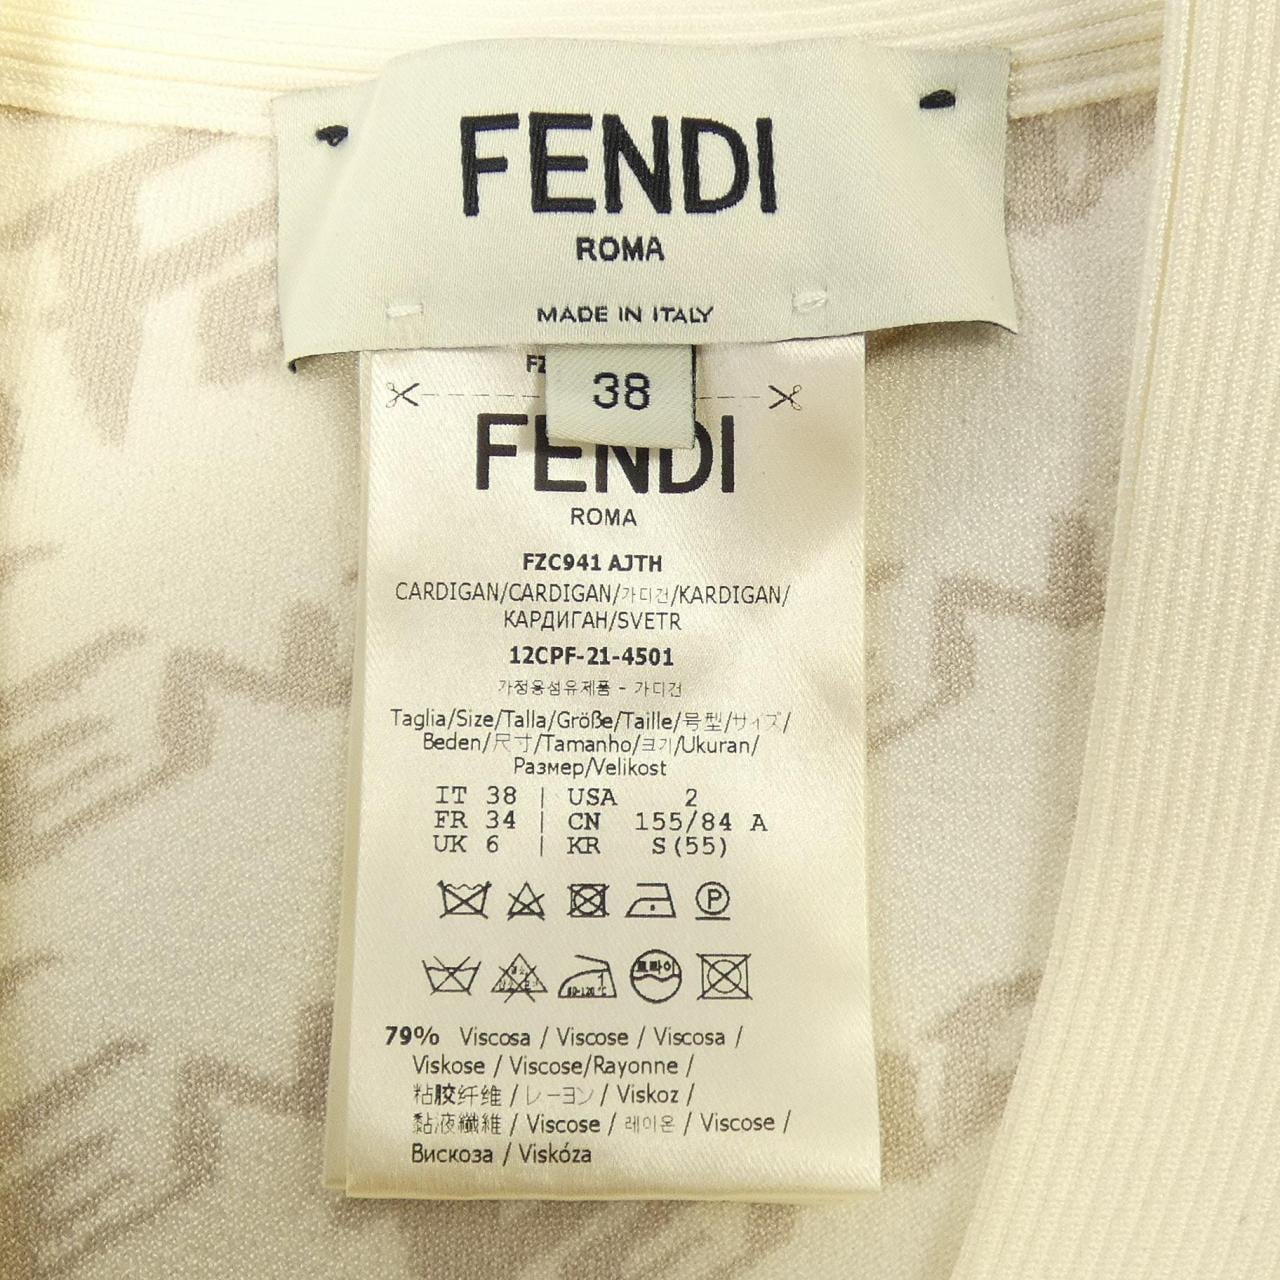 FENDI
ROMA
MADE IN ITALY
38
FENDI
ROMA
FZC941 AJTH
CARDIGAN/CARDIGAN/가디건/KARDIGAN/
КАРДИГАН/SVETR
12CPF-21-4501
가정용섬유제품 - 가디건
Taglia/Size/Talla/Größe/Taille/号型/サイズ/
Beden/尺寸/Tamanho/크기/Ukuran/
Размер/Velikost
IT 38 | USA 2
FR 34 | CN 155/84 A
UK 6 | KR S(55)
P
드라이
79% Viscosa / Viscose / Viscosa /
Viskose / Viscose/Rayonne /
粘胶纤维 / レーヨン / Viskoz /
黏液纖維 / Viscose / 레이온 / Viscose /
Вискоза / Viskóza